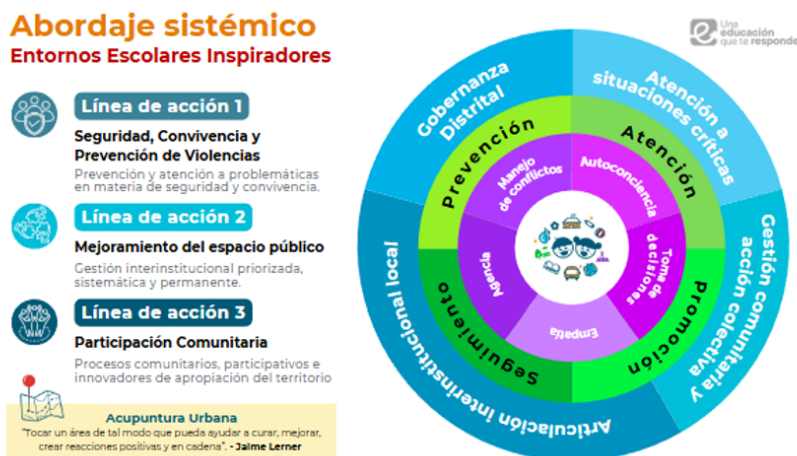 Abordaje sistémico
Entornos Escolares Inspiradores
Una
educación
que te responde
Línea de acción 1
Seguridad, Convivencia y
Prevención de Violencias
Prevención y atención a problemáticas
en materia de seguridad y convivencia.
Línea de acción 2
Mejoramiento del espacio público
Gestión interinstitucional priorizada,
sistemática y permanente.
Línea de acción 3
Participación Comunitaria
Procesos comunitarios, participativos e
innovadores de apropiación del territorio
Acupuntura Urbana
"Tocar un área de tal modo que pueda ayudar a curar, mejorar,
crear reacciones positivas y en cadena". - Jaime Lerner
Gobernanza
Distrital
Atención a
situaciones críticas
Gestión comunitaria y
acción colectiva
Articulación interinstitucional local
Prevención
Atención
Promoción
Seguimiento
Manejo
de conflictos
Autoconciencia
Toma de
decisiones
Empatía
Agencia